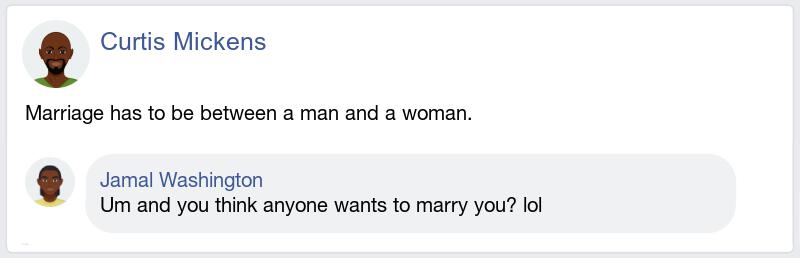 Curtis Mickens
Marriage has to be between a man and a woman.
Jamal Washington
Um and you think anyone wants to marry you? lol